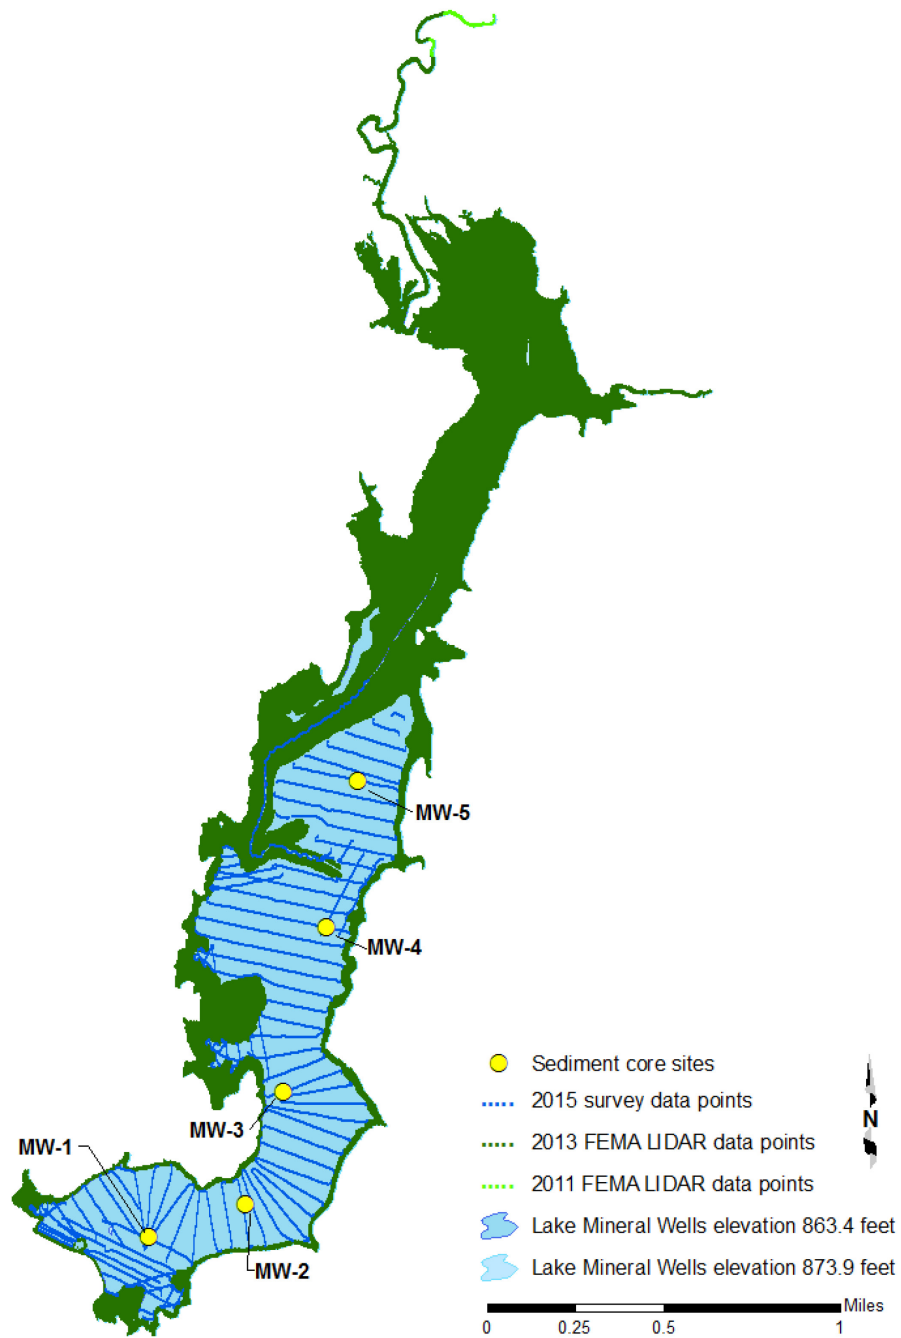 MW-5
MW-4
MW-3
MW-1
MW-2
Sediment core sites
2015 survey data points
2013 FEMA LIDAR data points
2011 FEMA LIDAR data points
Lake Mineral Wells elevation 863.4 feet
Lake Mineral Wells elevation 873.9 feet
N
Miles
0 0.25 0.5 1